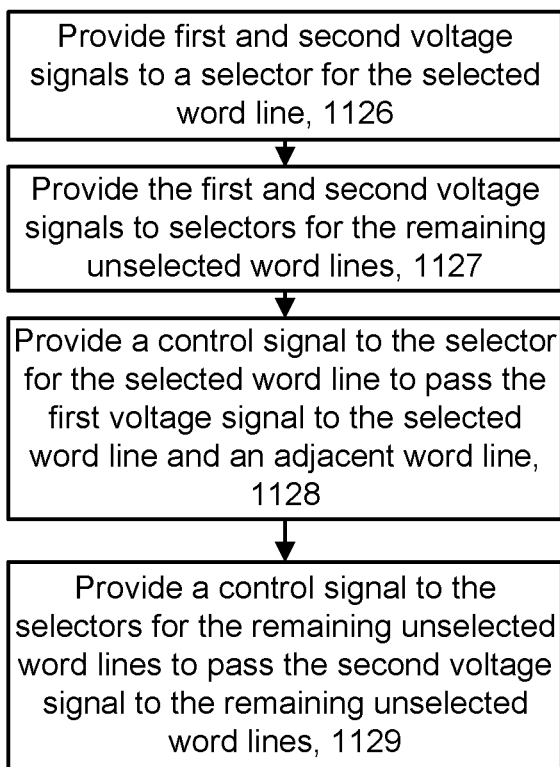 Provide first and second voltage
signals to a selector for the selected
word line, 1126
Provide the first and second voltage
signals to selectors for the remaining
unselected word lines, 1127
Provide a control signal to the selector
for the selected word line to pass the
first voltage signal to the selected
word line and an adjacent word line,
1128
Provide a control signal to the
selectors for the remaining unselected
word lines to pass the second voltage
signal to the remaining unselected
word lines, 1129